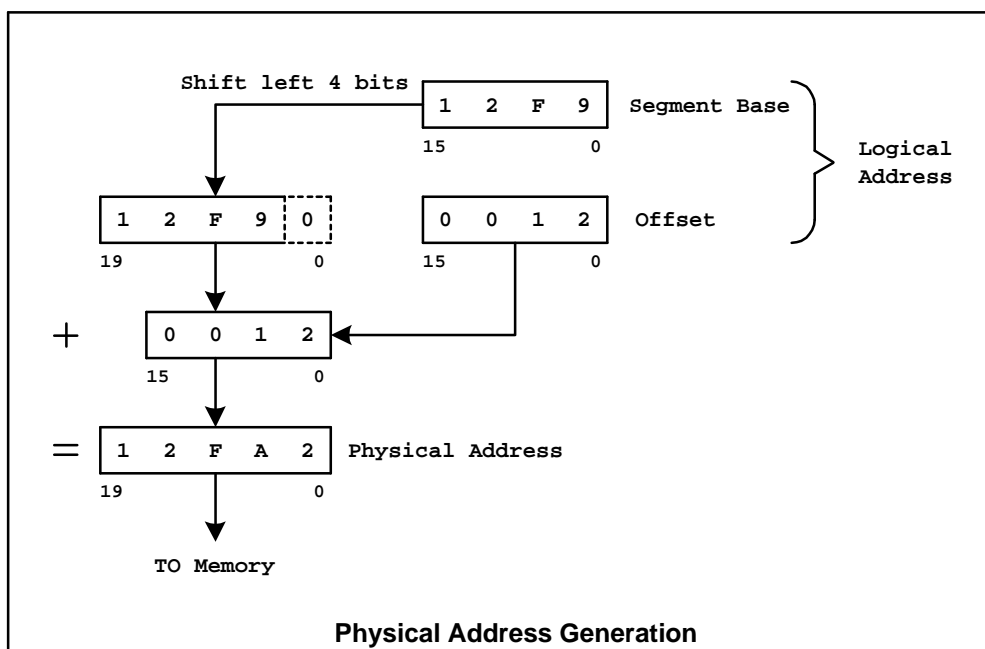 Shift left 4 bits
1 2 F 9 Segment Base
15 0
Logical
Address
1 2 F 9 0
0 0 1 2 Offset
19 0
15 0
+ 0 0 1 2
15 0
= 1 2 F A 2 Physical Address
19 0
TO Memory
Physical Address Generation